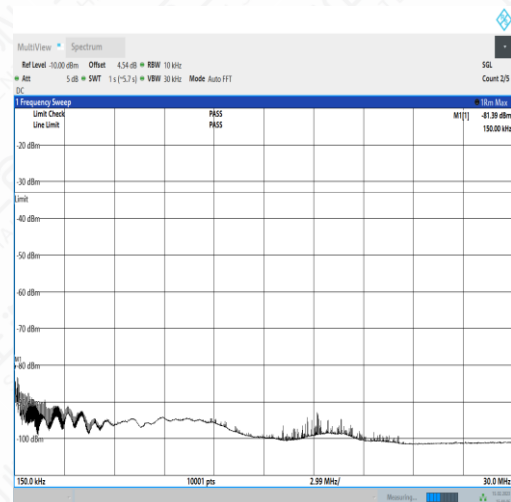 MultiView Spectrum
Ref Level -10.00 dBm Offset 4.54 dB RBW 10 kHz SGL
Att 5 dB SWT 1 s (~5.7 s) VBW 30 kHz Mode Auto FFT Count 2/5
DC
1 Frequency Sweep 1Rm Max
Limit Check PASS M1[1] -81.39 dBm
Line Limit PASS 150.00 kHz
-20 dBm
-30 dBm
Limit
-40 dBm
-50 dBm
-60 dBm
-70 dBm
M1
-80 dBm
-100 dBm
150.0 kHz 10001 pts 2.99 MHz/ 30.0 MHz
Measuring...